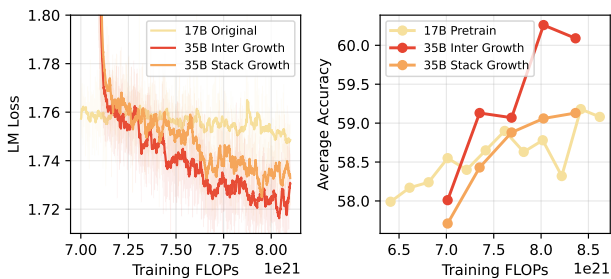 1.80
1.78
1.76
1.74
1.72
LM Loss
17B Original
35B Inter Growth
35B Stack Growth
7.00 7.25 7.50 7.75 8.00
Training FLOPs 1e21
60.0
59.5
59.0
58.5
58.0
Average Accuracy
17B Pretrain
35B Inter Growth
35B Stack Growth
6.5 7.0 7.5 8.0 8.5
Training FLOPs 1e21